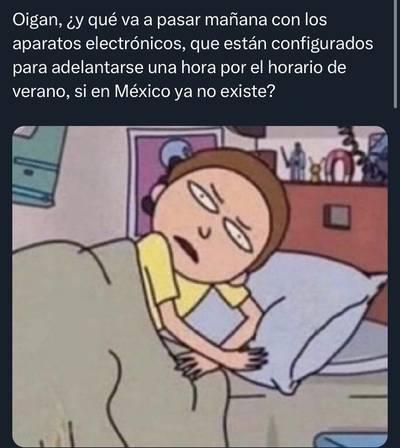 Oigan, ¿y qué va a pasar mañana con los
aparatos electrónicos, que están configurados
para adelantarse una hora por el horario de
verano, si en México ya no existe?